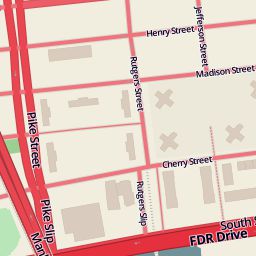 Henry Street
Jefferson Street
Madison Street
Rutgers Street
Pike Street
Cherry Street
Pike Slip
Rutgers Slip
South S
FDR Drive
Man